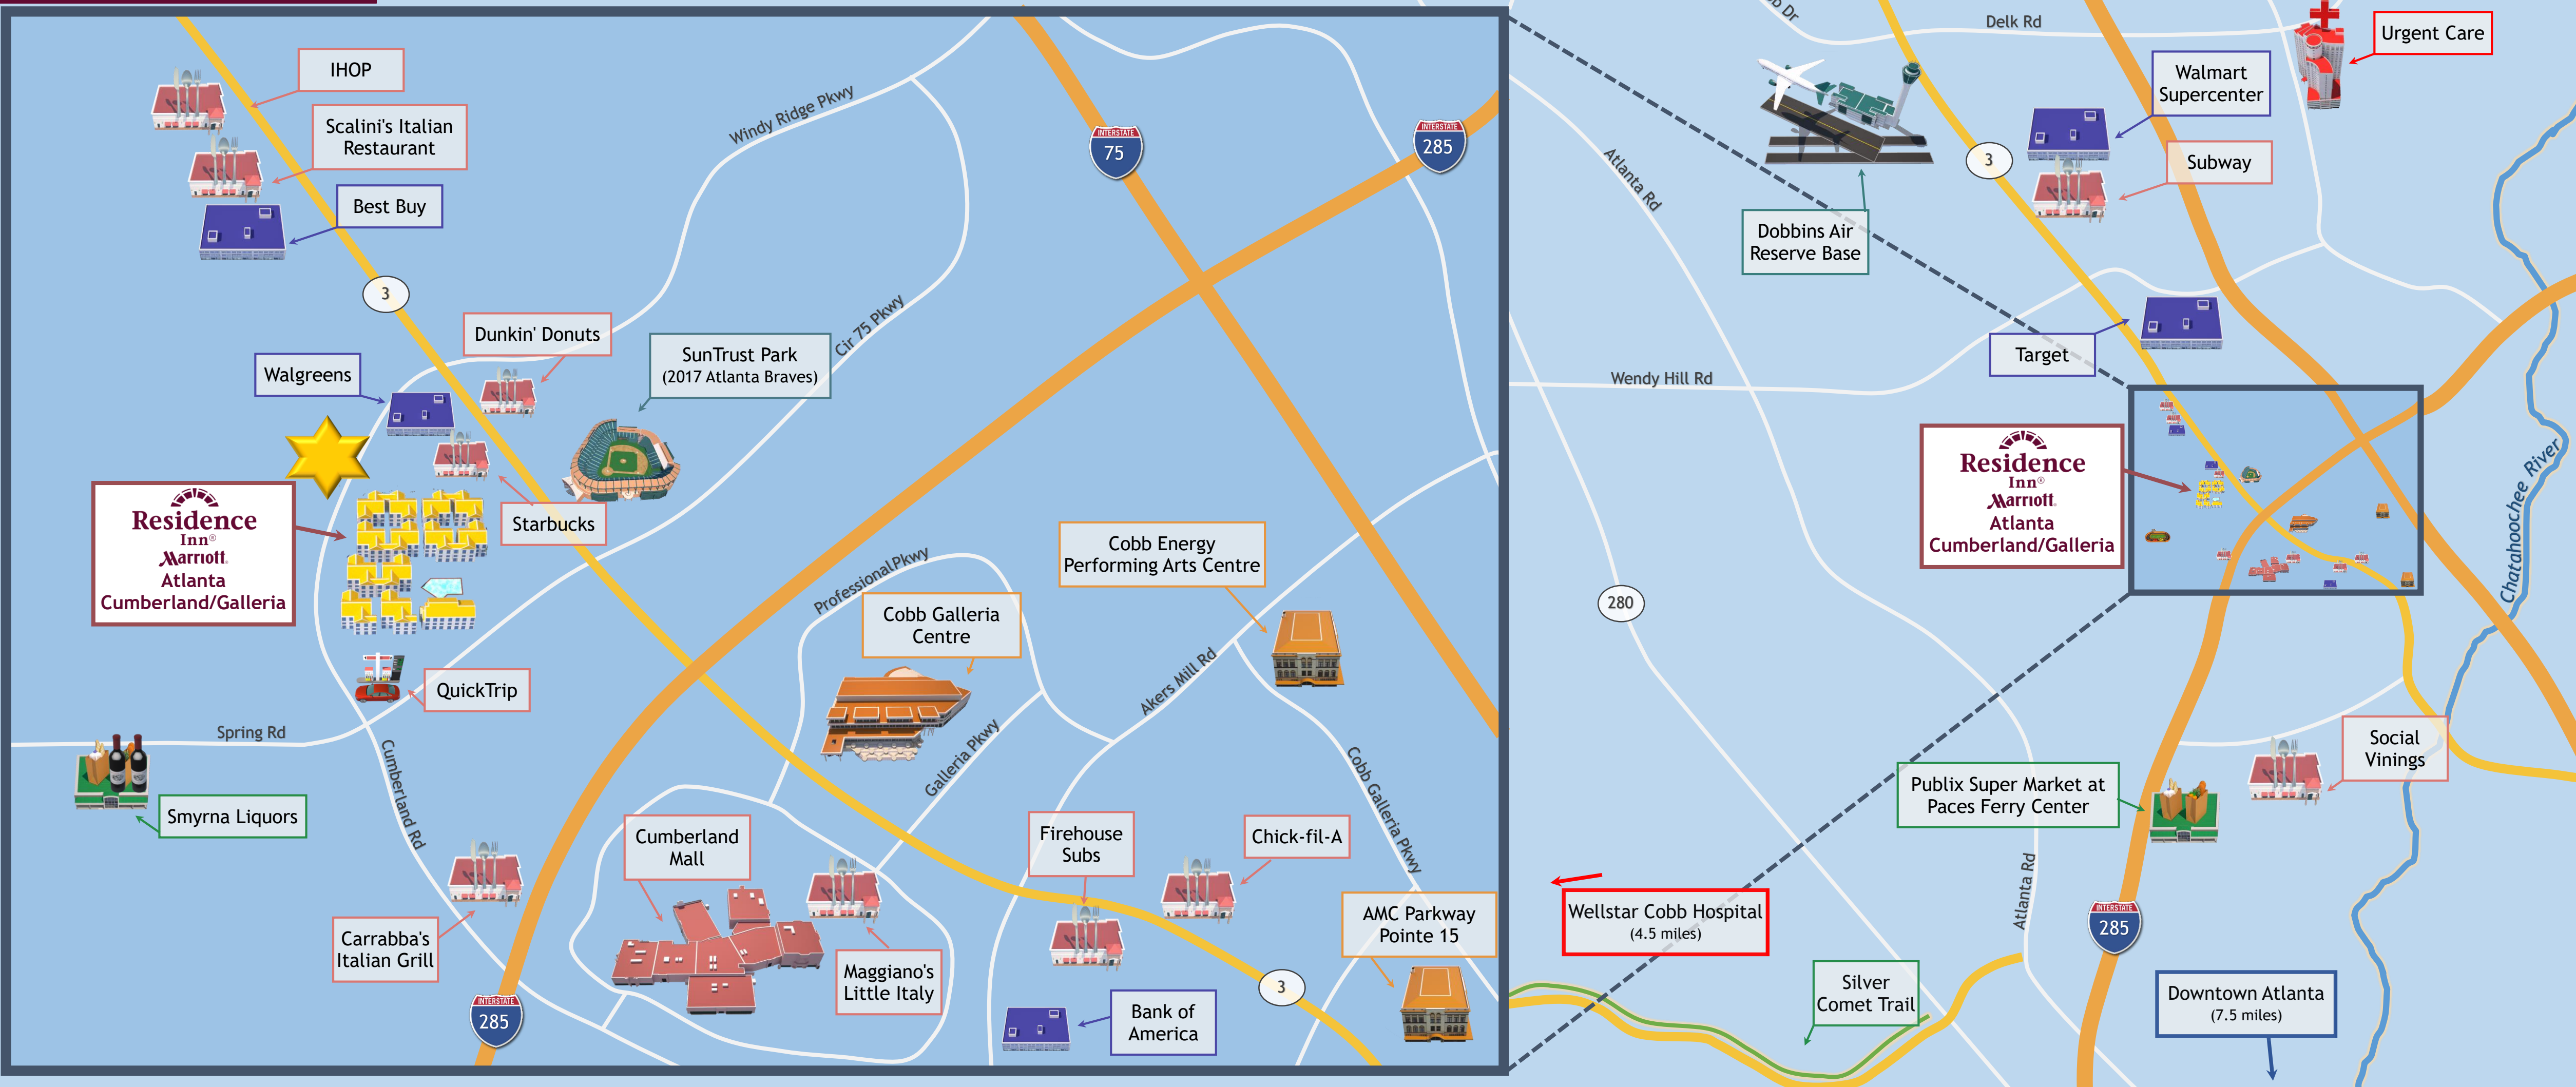 IHOP
Scalini's Italian
Restaurant
Best Buy
3
Windy Ridge Pkwy
INTERSTATE
75
INTERSTATE
285
Dunkin' Donuts
SunTrust Park
(2017 Atlanta Braves)
Cir 75 Pkwy
Walgreens
Starbucks
Residence
Inn®
Marriott®
Atlanta
Cumberland/Galleria
Professional Pkwy
Cobb Energy
Performing Arts Centre
Cobb Galleria
Centre
QuickTrip
Akers Mill Rd
Spring Rd
Cumberland Rd
Galleria Pkwy
Cobb Galleria Pkwy
Smyrna Liquors
Cumberland
Mall
Firehouse
Subs
Chick-fil-A
Carrabba's
Italian Grill
Maggiano's
Little Italy
AMC Parkway
Pointe 15
3
Bank of
America
INTERSTATE
285
Delk Rd
Urgent Care
Walmart
Supercenter
3
Subway
Atlanta Rd
Dobbins Air
Reserve Base
Target
Wendy Hill Rd
Residence
Inn®
Marriott®
Atlanta
Cumberland/Galleria
Chatahoochee River
280
Social
Vinings
Publix Super Market at
Paces Ferry Center
Atlanta Rd
Wellstar Cobb Hospital
(4.5 miles)
INTERSTATE
285
Silver
Comet Trail
Downtown Atlanta
(7.5 miles)